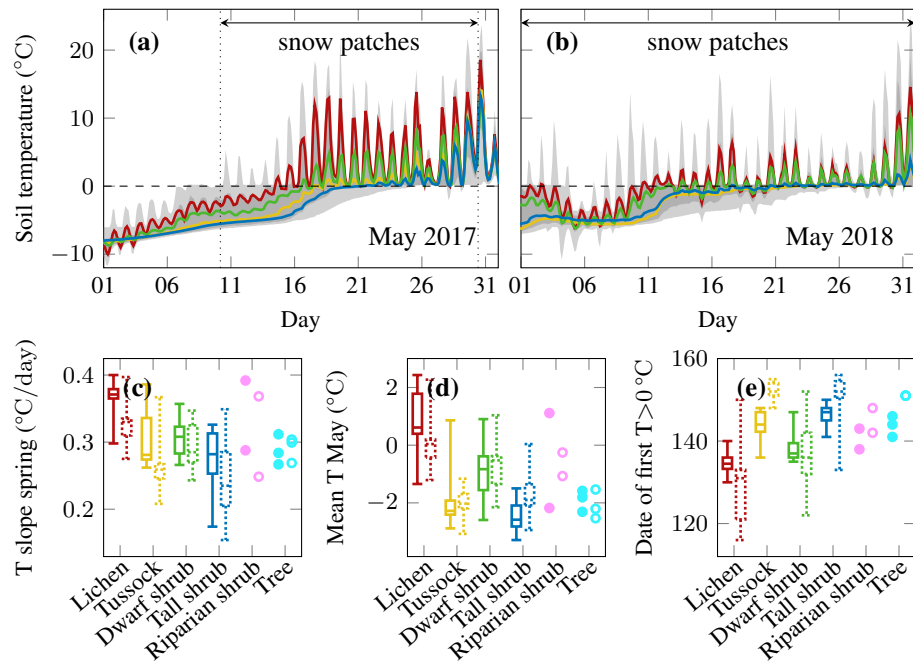 (a)
snow patches
(b)
snow patches
Soil temperature (°C)
20
10
0
−10
May 2017
May 2018
01 06 11 16 21 26 31
01 06 11 16 21 26 31
Day
Day
T slope spring (°C/day)
0.4
0.3
0.2
(c)
Lichen
Tussock
Dwarf shrub
Tall shrub
Riparian shrub
Tree
Mean T May (°C)
2
0
−2
(d)
Lichen
Tussock
Dwarf shrub
Tall shrub
Riparian shrub
Tree
Date of first T>0 °C
160
140
120
(e)
Lichen
Tussock
Dwarf shrub
Tall shrub
Riparian shrub
Tree